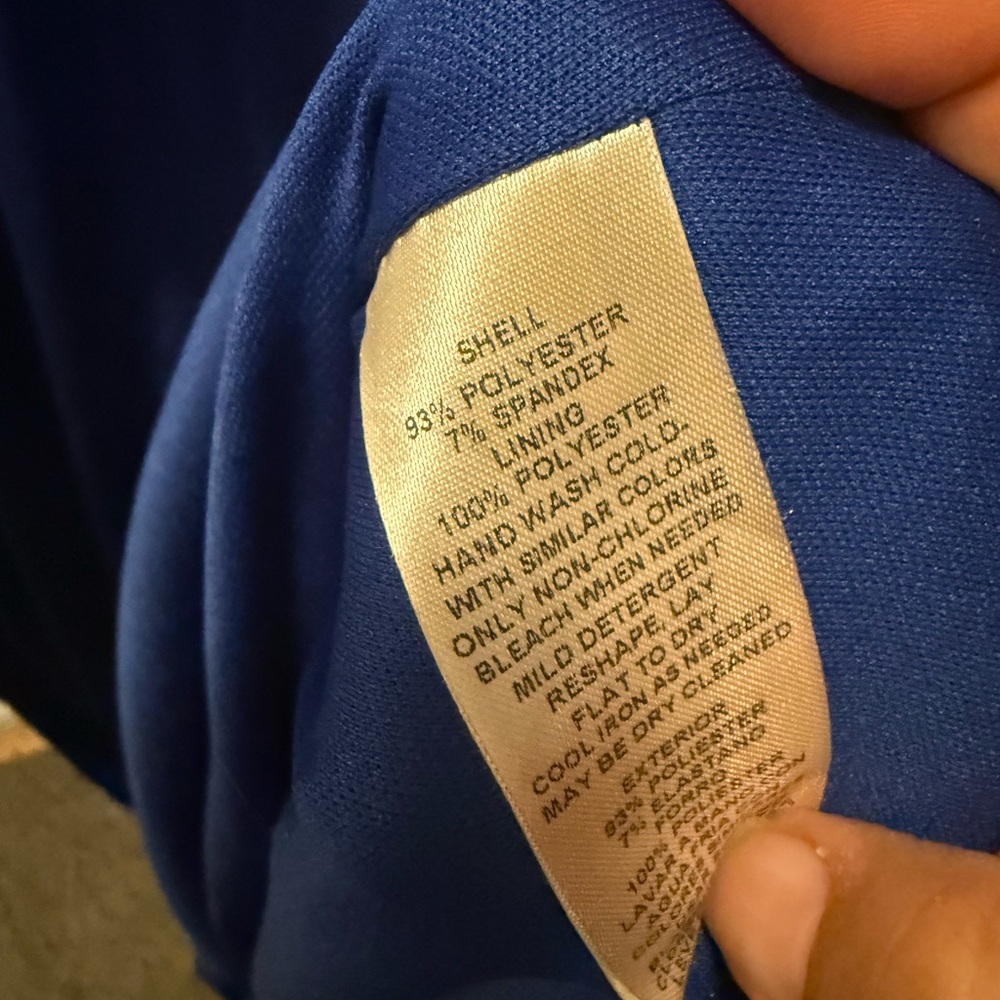 SHELL
93% POLYESTER
7% SPANDEX
LINING
100% POLYESTER
HAND WASH COLD.
WITH SIMILAR COLORS
ONLY NON-CHLORINE
BLEACH WHEN NEEDED
MILD DETERGENT
RESHAPE, LAY
FLAT TO DRY
COOL IRON AS NEEDED
MAY BE DRY CLEANED
EXTERIOR
93% POLIESTER
7% ELASTANO
FORRO
100% POLIESTER
LAVAR A MANO CON